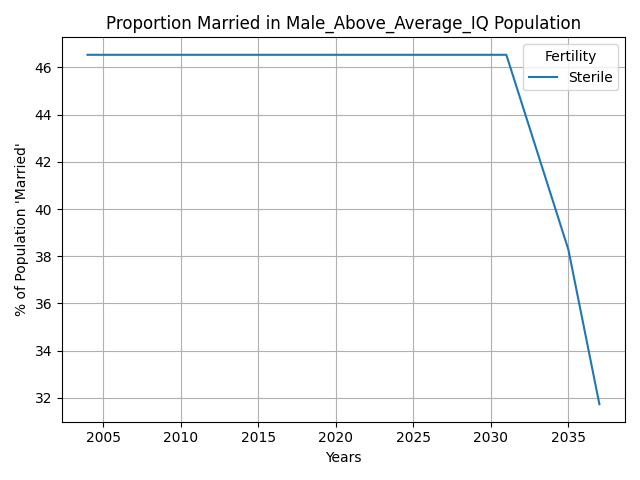 Proportion Married in Male_Above_Average_IQ Population
Fertility
Sterile
% of Population 'Married'
46
44
42
40
38
36
34
32
2005 2010 2015 2020 2025 2030 2035
Years